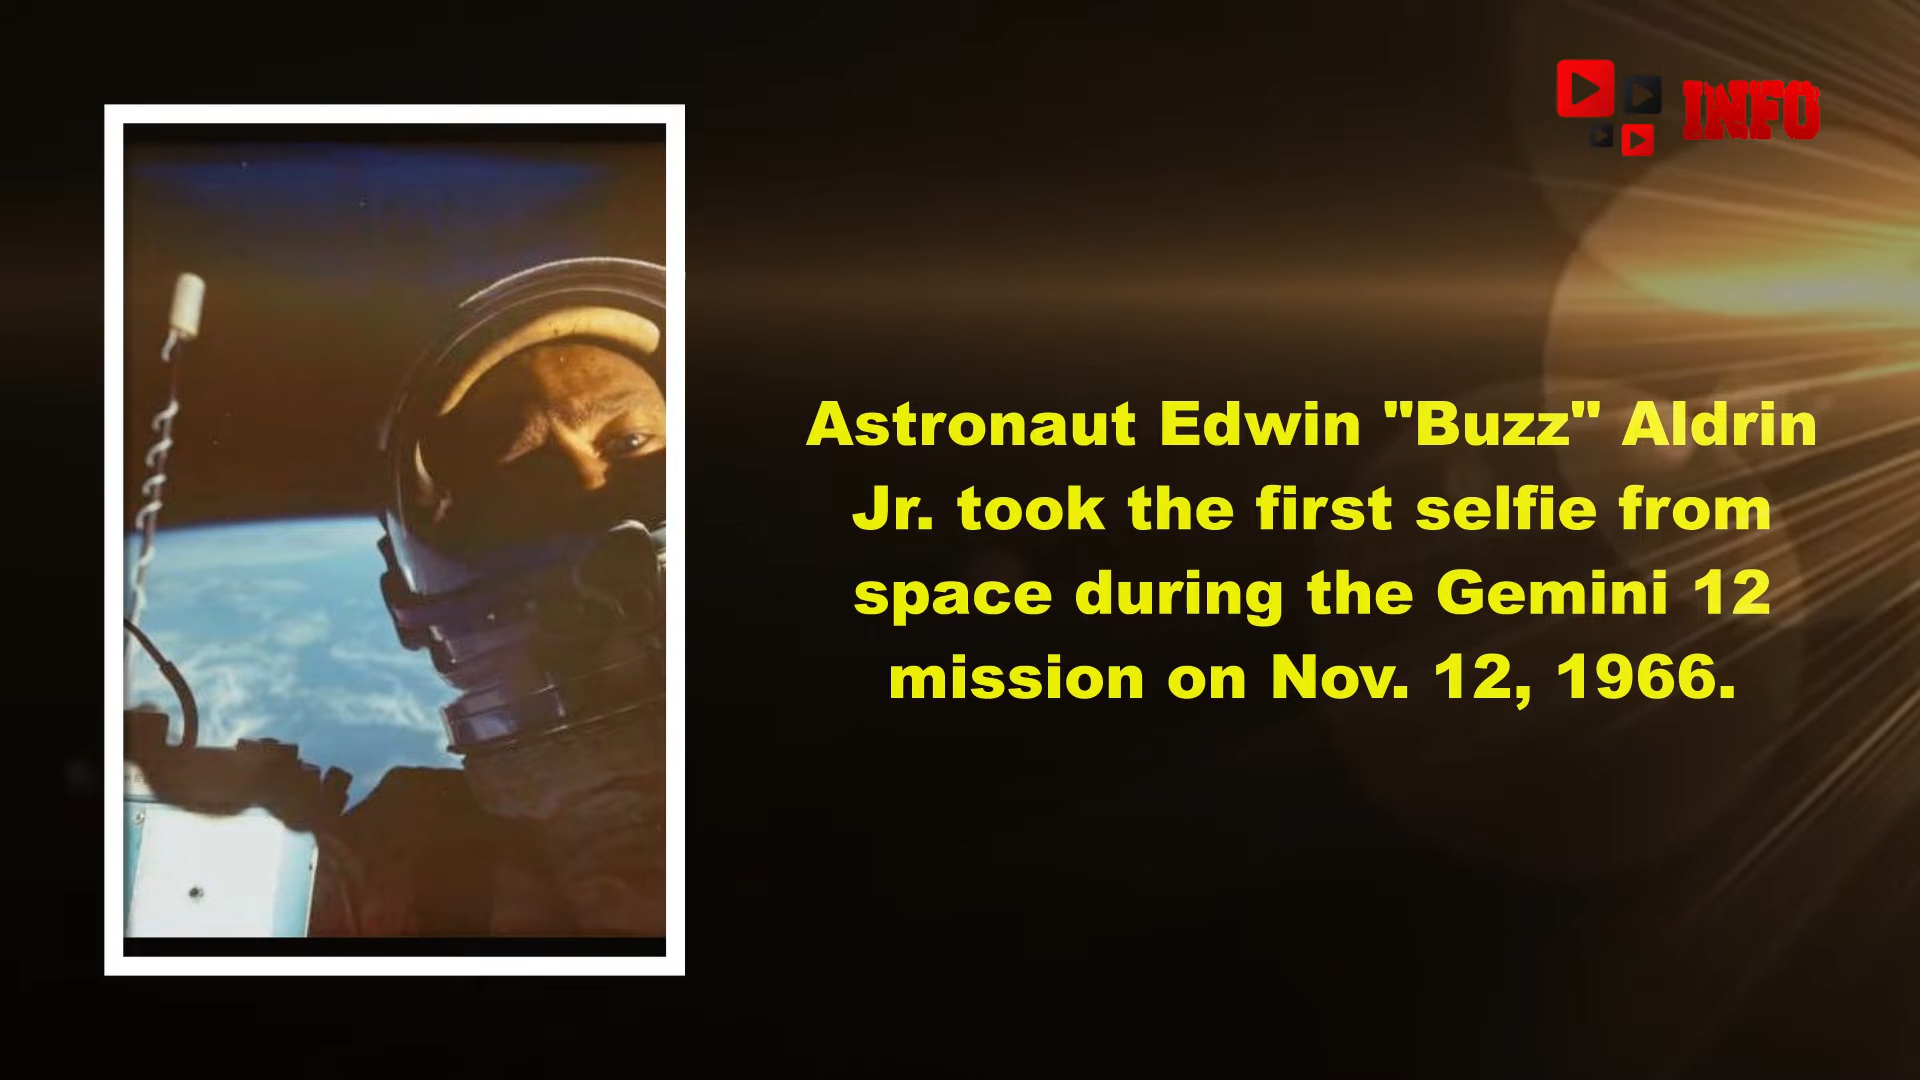 INFO
Astronaut Edwin "Buzz" Aldrin
Jr. took the first selfie from
space during the Gemini 12
mission on Nov. 12, 1966.